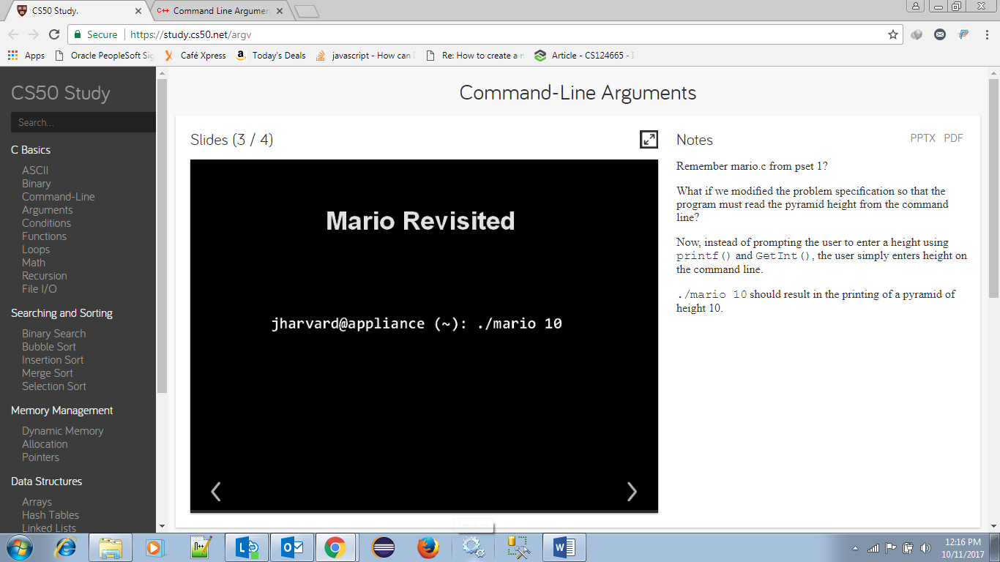 CS50 Study.
C++ Command Line Argumen
Secure https://study.cs50.net/argv
Apps Oracle PeopleSoft Sig Café Xpress Today's Deals javascript - How can I Re: How to create a n Article - CS124665 -
CS50 Study
Search...
C Basics
ASCII
Binary
Command-Line
Arguments
Conditions
Functions
Loops
Math
Recursion
File I/O
Searching and Sorting
Binary Search
Bubble Sort
Insertion Sort
Merge Sort
Selection Sort
Memory Management
Dynamic Memory
Allocation
Pointers
Data Structures
Arrays
Hash Tables
Linked Lists
Command-Line Arguments
Slides (3 / 4)
Mario Revisited
jharvard@appliance (~): ./mario 10
Notes
PPTX PDF
Remember mario.c from pset 1?
What if we modified the problem specification so that the
program must read the pyramid height from the command
line?
Now, instead of prompting the user to enter a height using
printf() and GetInt(), the user simply enters height on
the command line.
./mario 10 should result in the printing of a pyramid of
height 10.
12:16 PM
10/11/2017